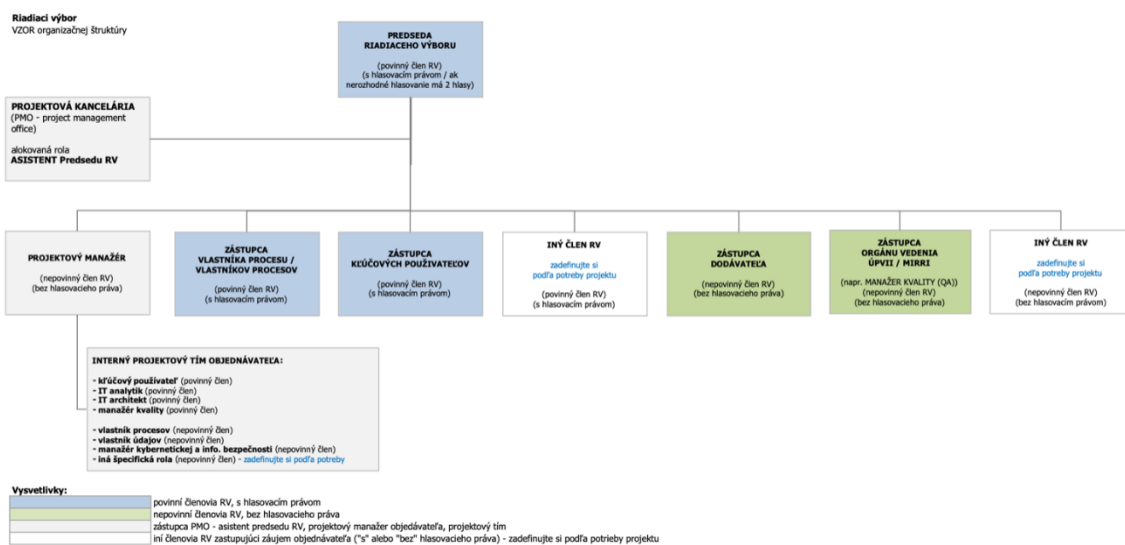 Riadiaci výbor
VZOR organizačnej štruktúry
PREDSEDA
RIADIACEHO VÝBORU
(povinný člen RV)
(s hlasovacím právom / ak
nerozhodné hlasovanie má 2 hlasy)
PROJEKTOVÁ KANCELÁRIA
(PMO - project management
office)
alokovaná rola
ASISTENT Predsedu RV
PROJEKTOVÝ MANAŽÉR
(nepovinný člen RV)
(bez hlasovacieho práva)
ZÁSTUPCA
VLASTNÍKA PROCESU /
VLASTNÍKOV PROCESOV
(povinný člen RV)
(s hlasovacím právom)
ZÁSTUPCA
KĽÚČOVÝCH POUŽIVATEĽOV
(povinný člen RV)
(s hlasovacím právom)
INÝ ČLEN RV
zadefinujte si
podľa potreby projektu
(povinný člen RV)
(s hlasovacím právom)
ZÁSTUPCA
DODÁVATEĽA
(nepovinný člen RV)
(bez hlasovacieho práva)
ZÁSTUPCA
ORGÁNU VEDENIA
ÚPVII / MIRRI
(napr. MANAŽÉR KVALITY (QA))
(nepovinný člen RV)
(bez hlasovacieho práva)
INÝ ČLEN RV
zadefinujte si
podľa potreby projektu
(nepovinný člen RV)
(bez hlasovacím právom)
INTERNÝ PROJEKTOVÝ TÍM OBJEDNÁVATEĽA:
- kľúčový používateľ (povinný člen)
- IT analytik (povinný člen)
- IT architekt (povinný člen)
- manažér kvality (povinný člen)
- vlastník procesov (nepovinný člen)
- vlastník údajov (nepovinný člen)
- manažér kybernetickej a info. bezpečnosti (nepovinný člen)
- iná špecifická rola (nepovinný člen) - zadefinujte si podľa potreby
Vysvetlivky:
povinní členovia RV, s hlasovacím právom
nepovinní členovia RV, bez hlasovacieho práva
zástupca PMO - asistent predsedu RV, projektový manažer objednávateľa, projektový tím
iní členovia RV zastupujúci záujem objednávateľa ("s" alebo "bez" hlasovacieho práva) - zadefinujte si podľa potrieby projektu